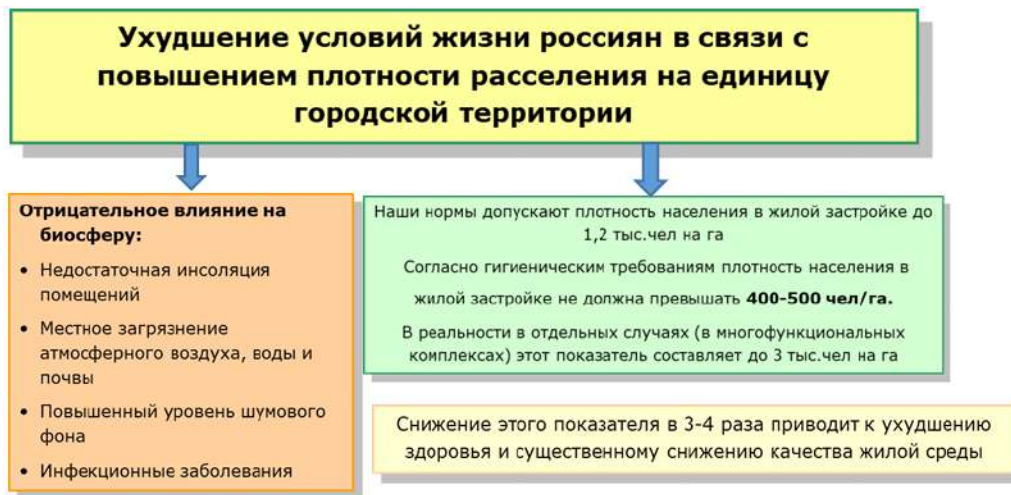 Ухудшение условий жизни россиян в связи с
повышением плотности расселения на единицу
городской территории
Отрицательное влияние на
биосферу:
• Недостаточная инсоляция
помещений
• Местное загрязнение
атмосферного воздуха, воды и
почвы
• Повышенный уровень шумового
фона
• Инфекционные заболевания
Наши нормы допускают плотность населения в жилой застройке до
1,2 тыс.чел на га
Согласно гигиеническим требованиям плотность населения в
жилой застройке не должна превышать 400-500 чел/га.
В реальности в отдельных случаях (в многофункциональных
комплексах) этот показатель составляет до 3 тыс.чел на га
Снижение этого показателя в 3-4 раза приводит к ухудшению
здоровья и существенному снижению качества жилой среды